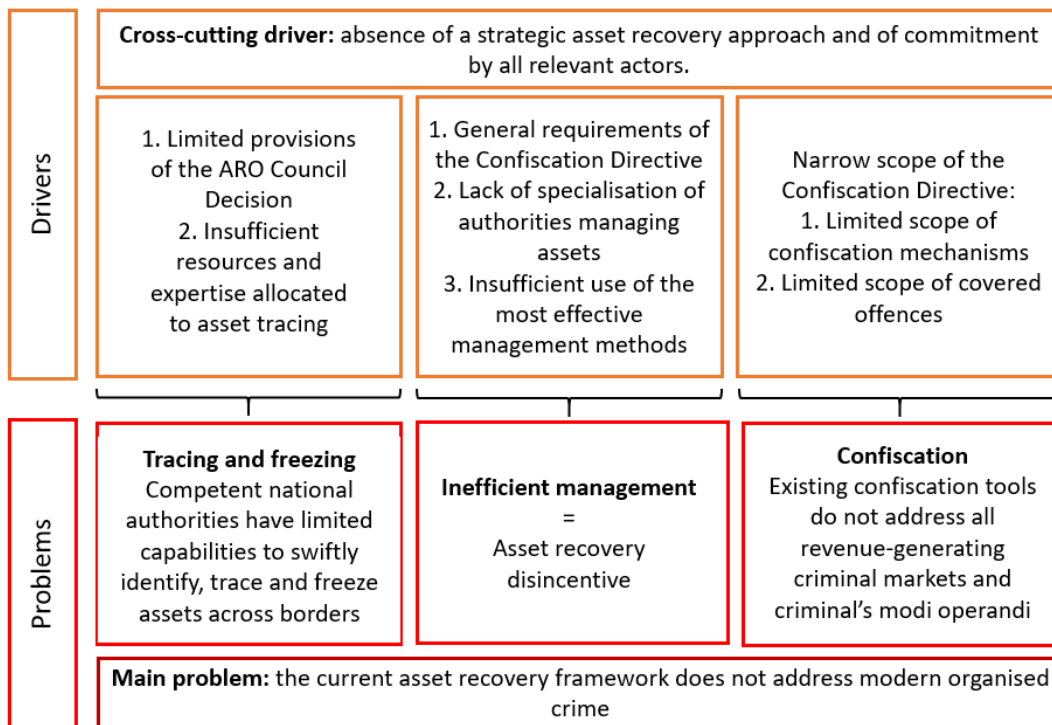 Drivers
Cross-cutting driver: absence of a strategic asset recovery approach and of commitment
by all relevant actors.
1. Limited provisions
of the ARO Council
Decision
2. Insufficient
resources and
expertise allocated
to asset tracing
1. General requirements of
the Confiscation Directive
2. Lack of specialisation of
authorities managing
assets
3. Insufficient use of the
most effective
management methods
Narrow scope of the
Confiscation Directive:
1. Limited scope of
confiscation mechanisms
2. Limited scope of covered
offences
Problems
Tracing and freezing
Competent national
authorities have limited
capabilities to swiftly
identify, trace and freeze
assets across borders
Inefficient management
=
Asset recovery
disincentive
Confiscation
Existing confiscation tools
do not address all
revenue-generating
criminal markets and
criminal's modi operandi
Main problem: the current asset recovery framework does not address modern organised
crime